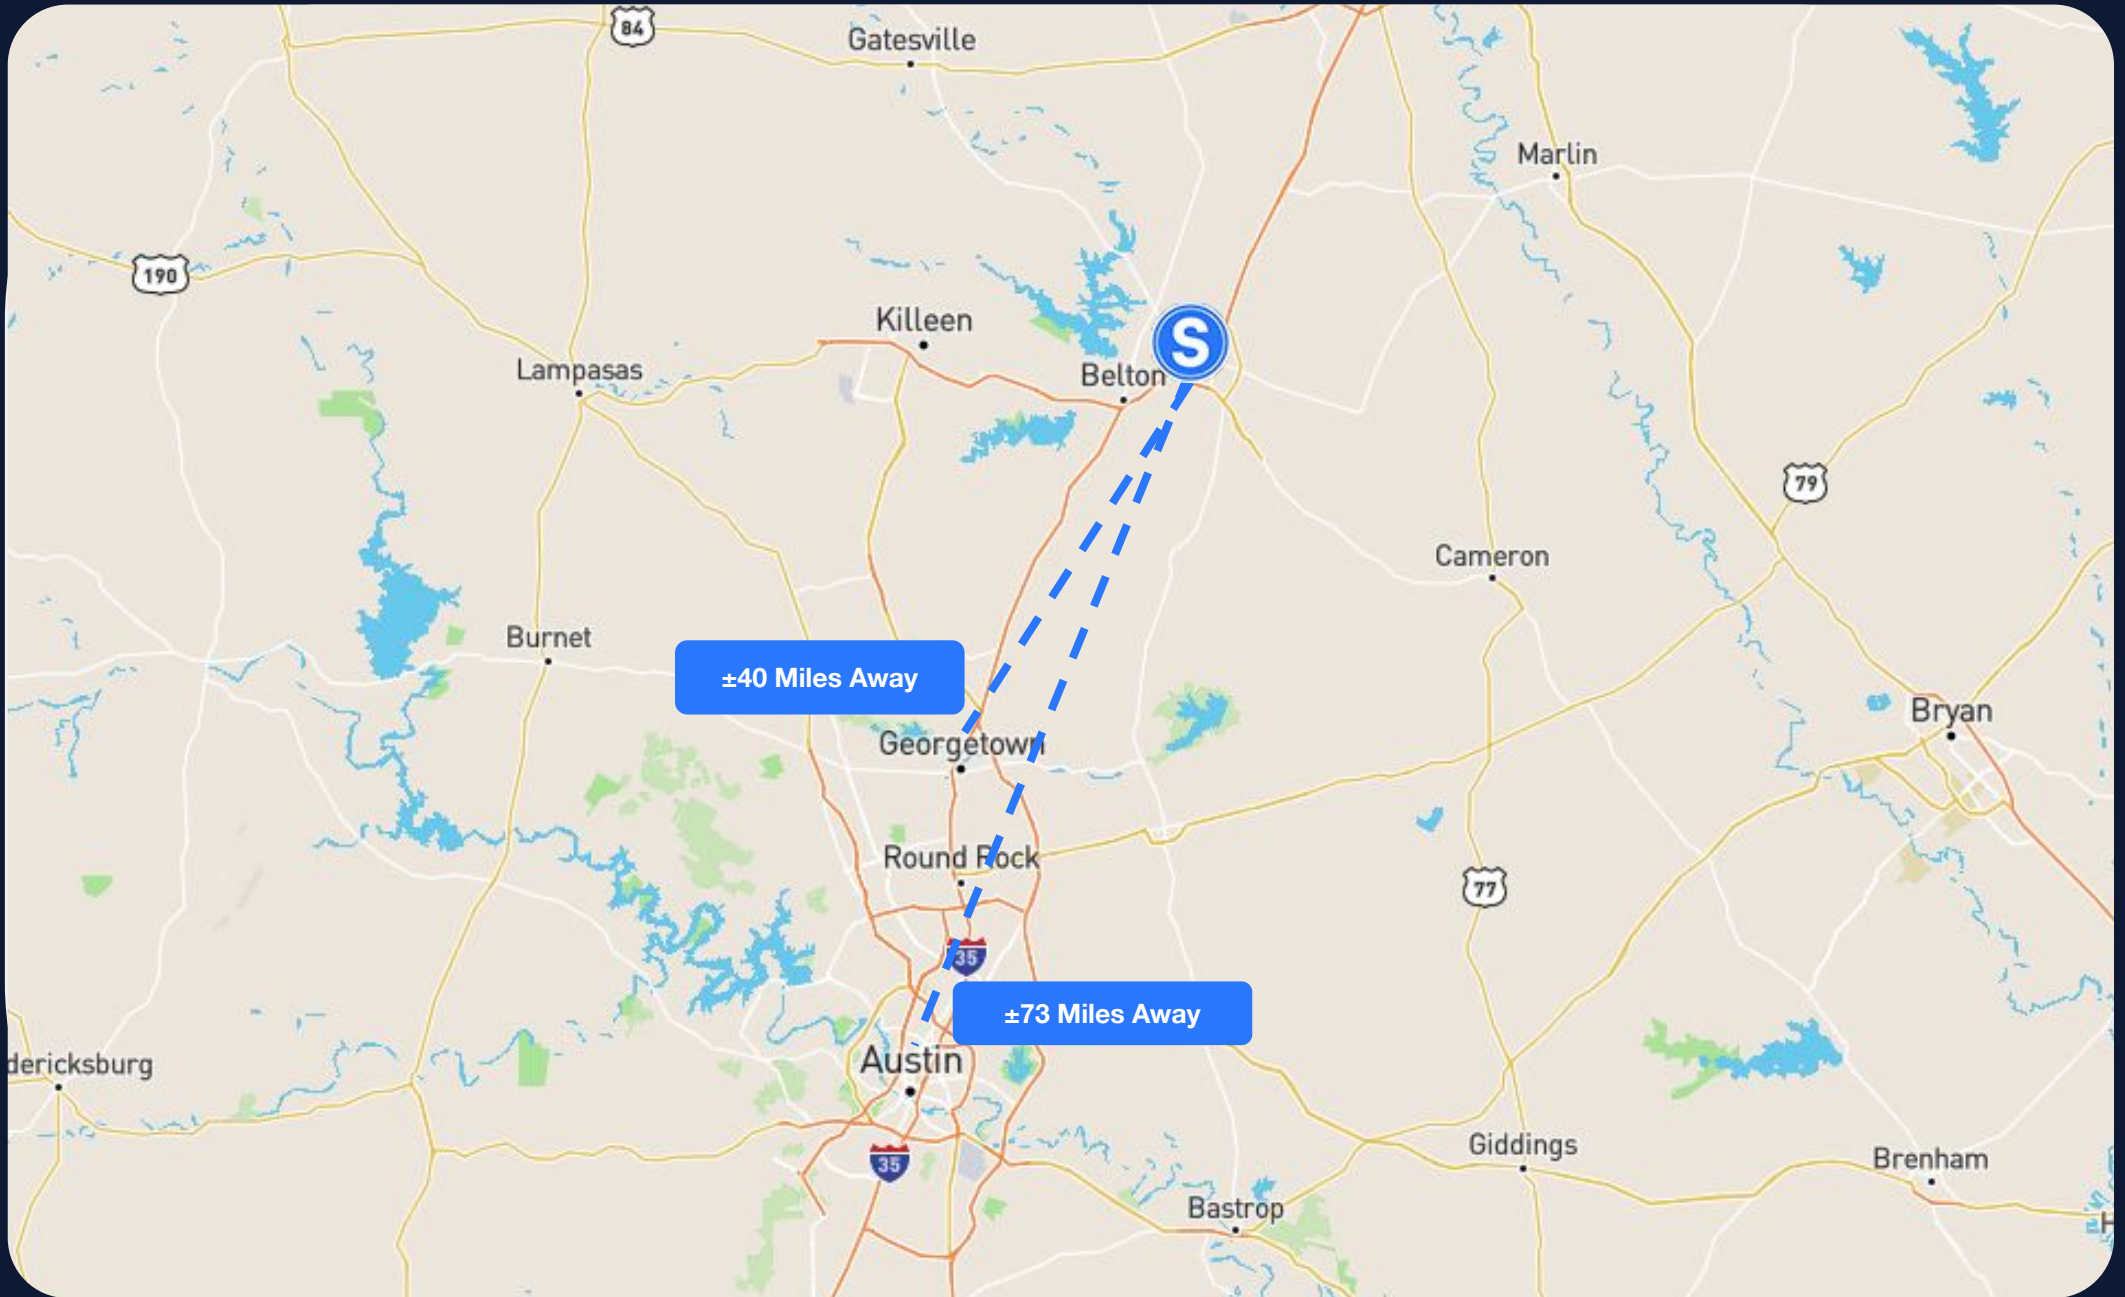 84
Gatesville
Marlin
190
Killeen
S
Lampasas
Belton
79
Cameron
Burnet
±40 Miles Away
Bryan
Georgetown
Round Rock
77
35
±73 Miles Away
Austin
dericksburg
35
Giddings
Brenham
Bastrop
H